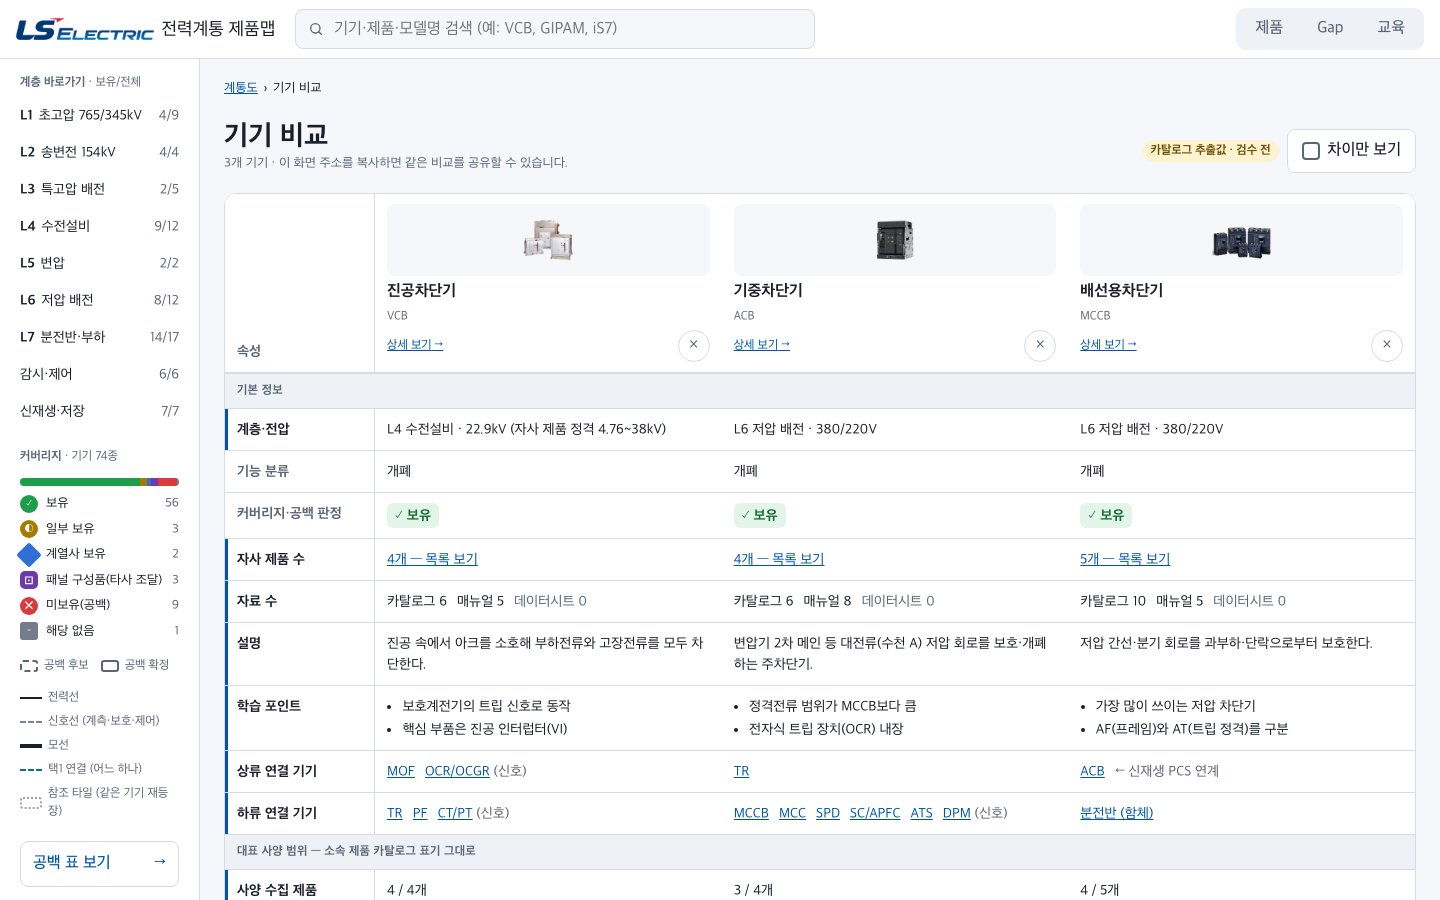 LS ELECTRIC 전력계통 제품맵
기기·제품·모델명 검색 (예: VCB, GIPAM, iS7)
제품 Gap 교육
계층 바로가기 · 보유/전체
L1 초고압 765/345kV 4/9
L2 송변전 154kV 4/4
L3 특고압 배전 2/5
L4 수전설비 9/12
L5 변압 2/2
L6 저압 배전 8/12
L7 분전반·부하 14/17
감시·제어 6/6
신재생·저장 7/7
커버리지 · 기기 74종
보유 56
일부 보유 3
계열사 보유 2
패널 구성품(타사 조달) 3
미보유(공백) 9
해당 없음 1
공백 후보 공백 확정
전력선
신호선 (계측·보호·제어)
모선
택1 연결 (어느 하나)
참조 타일 (같은 기기 재등
장)
공백 표 보기 →
계통도 › 기기 비교
기기 비교
3개 기기 · 이 화면 주소를 복사하면 같은 비교를 공유할 수 있습니다.
카탈로그 추출값 · 검수 전
차이만 보기
속성
진공차단기
VCB
상세 보기 → ×
기중차단기
ACB
상세 보기 → ×
배선용차단기
MCCB
상세 보기 → ×
기본 정보
계층·전압 L4 수전설비 · 22.9kV (자사 제품 정격 4.76~38kV) L6 저압 배전 · 380/220V L6 저압 배전 · 380/220V
기능 분류 개폐 개폐 개폐
커버리지·공백 판정 ✓ 보유 ✓ 보유 ✓ 보유
자사 제품 수 4개 — 목록 보기 4개 — 목록 보기 5개 — 목록 보기
자료 수 카탈로그 6 매뉴얼 5 데이터시트 0 카탈로그 6 매뉴얼 8 데이터시트 0 카탈로그 10 매뉴얼 5 데이터시트 0
설명
진공 속에서 아크를 소호해 부하전류와 고장전류를 모두 차
단한다.
변압기 2차 메인 등 대전류(수천 A) 저압 회로를 보호·개폐
하는 주차단기.
저압 간선·분기 회로를 과부하·단락으로부터 보호한다.
학습 포인트
• 보호계전기의 트립 신호로 동작
• 핵심 부품은 진공 인터럽터(VI)
• 정격전류 범위가 MCCB보다 큼
• 전자식 트립 장치(OCR) 내장
• 가장 많이 쓰이는 저압 차단기
• AF(프레임)와 AT(트립 정격)를 구분
상류 연결 기기 MOF OCR/OCGR (신호) TR ACB ← 신재생 PCS 연계
하류 연결 기기 TR PF CT/PT (신호) MCCB MCC SPD SC/APFC ATS DPM (신호) 분전반 (함체)
대표 사양 범위 — 소속 제품 카탈로그 표기 그대로
사양 수집 제품 4 / 4개 3 / 4개 4 / 5개